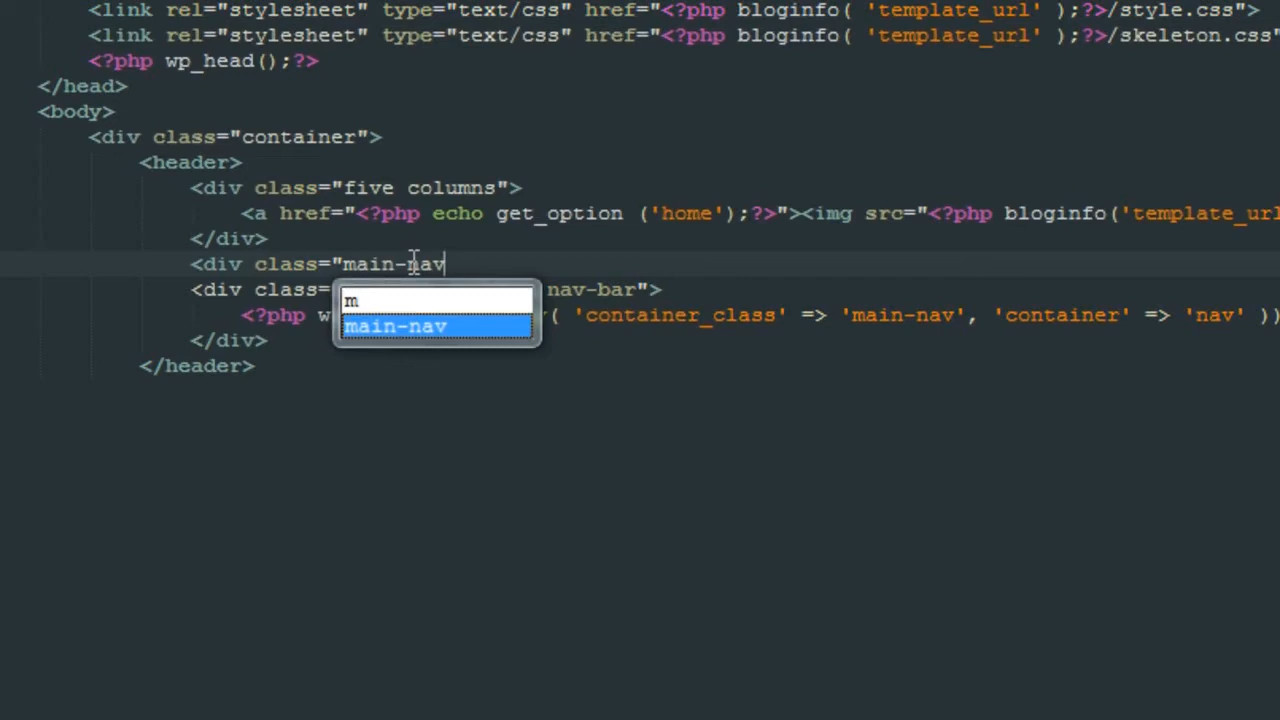 <link rel="stylesheet" type="text/css" href="<?php bloginfo( 'template_url' );?>/style.css">
<link rel="stylesheet" type="text/css" href="<?php bloginfo( 'template_url' );?>/skeleton.css"
<?php wp_head();?>
</head>
<body>
<div class="container">
<header>
<div class="five columns">
<a href="<?php echo get_option ('home');?>"><img src="<?php bloginfo('template_url
</div>
<div class="main-nav
<div class= nav-bar">
m
<?php w ( 'container_class' => 'main-nav', 'container' => 'nav' ))
main-nav
</div>
</header>